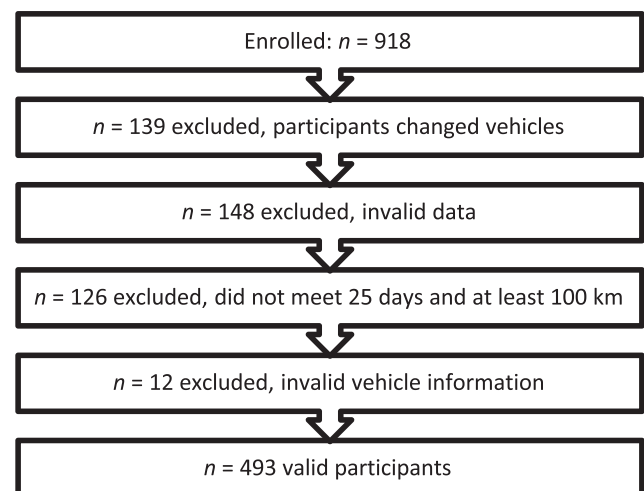 Enrolled: n = 918
n = 139 excluded, participants changed vehicles
n = 148 excluded, invalid data
n = 126 excluded, did not meet 25 days and at least 100 km
n = 12 excluded, invalid vehicle information
n = 493 valid participants